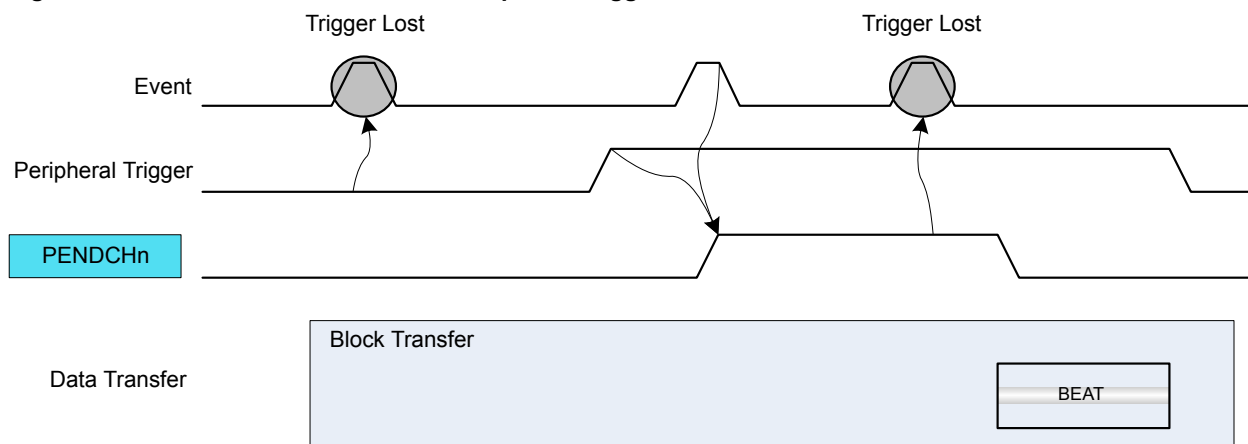 Trigger Lost
Trigger Lost
Event
Peripheral Trigger
PENDCHn
Block Transfer
Data Transfer
BEAT